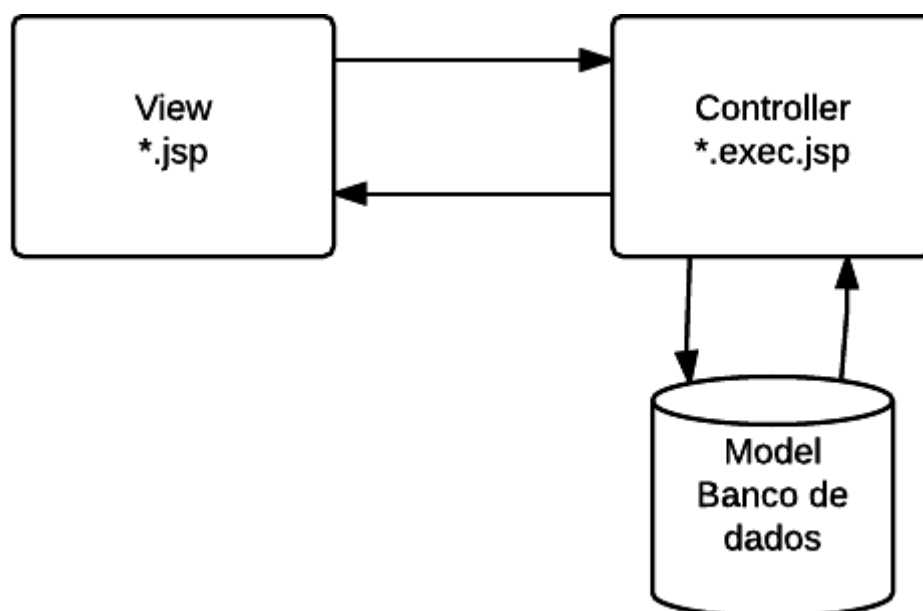 View
*.jsp
Controller
*.exec.jsp
Model
Banco de
dados